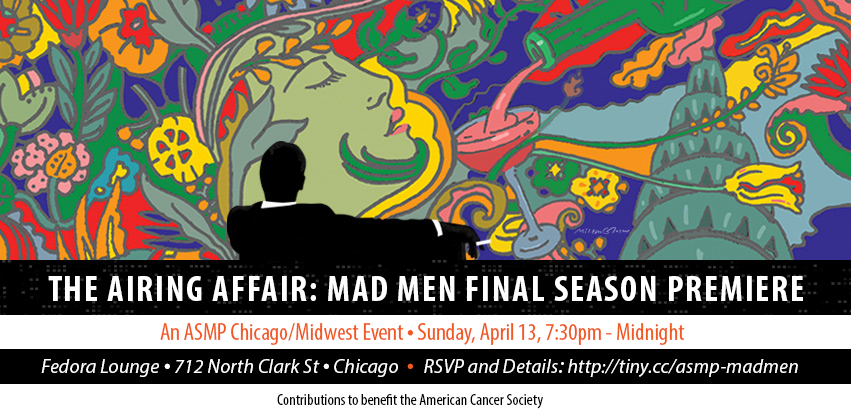 Milton Glaser
THE AIRING AFFAIR: MAD MEN FINAL SEASON PREMIERE
An ASMP Chicago/Midwest Event • Sunday, April 13, 7:30pm - Midnight
Fedora Lounge • 712 North Clark St • Chicago • RSVP and Details: http://tiny.cc/asmp-madmen
Contributions to benefit the American Cancer Society